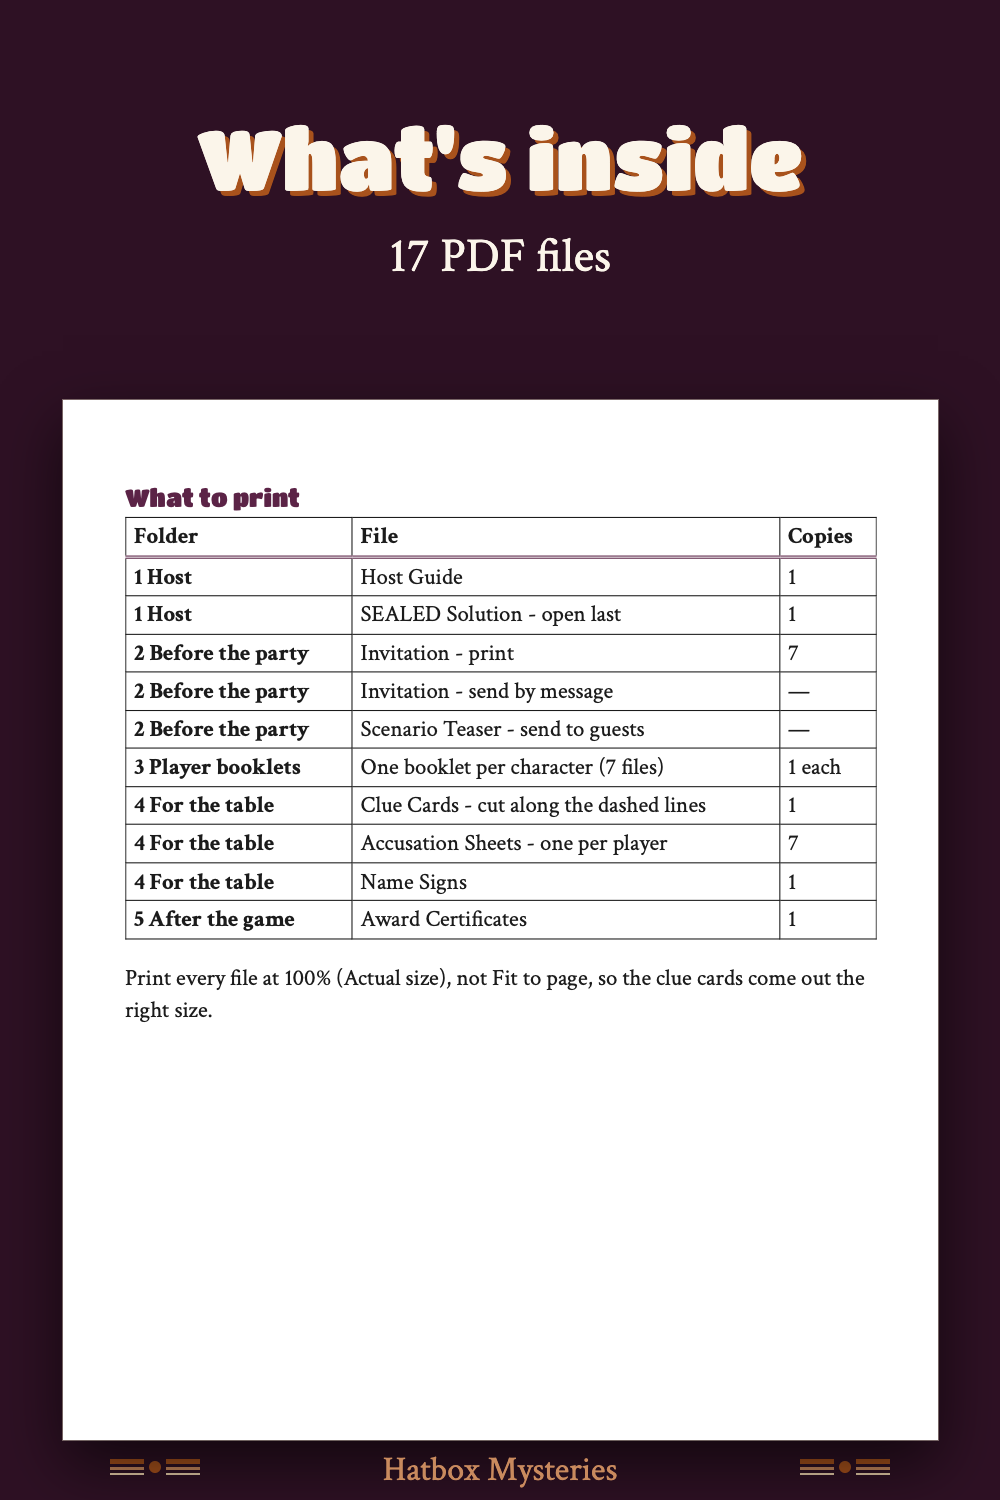 What's inside
17 PDF files
What to print
Folder File Copies
1 Host Host Guide 1
1 Host SEALED Solution - open last 1
2 Before the party Invitation - print 7
2 Before the party Invitation - send by message —
2 Before the party Scenario Teaser - send to guests —
3 Player booklets One booklet per character (7 files) 1 each
4 For the table Clue Cards - cut along the dashed lines 1
4 For the table Accusation Sheets - one per player 7
4 For the table Name Signs 1
5 After the game Award Certificates 1
Print every file at 100% (Actual size), not Fit to page, so the clue cards come out the
right size.
Hatbox Mysteries